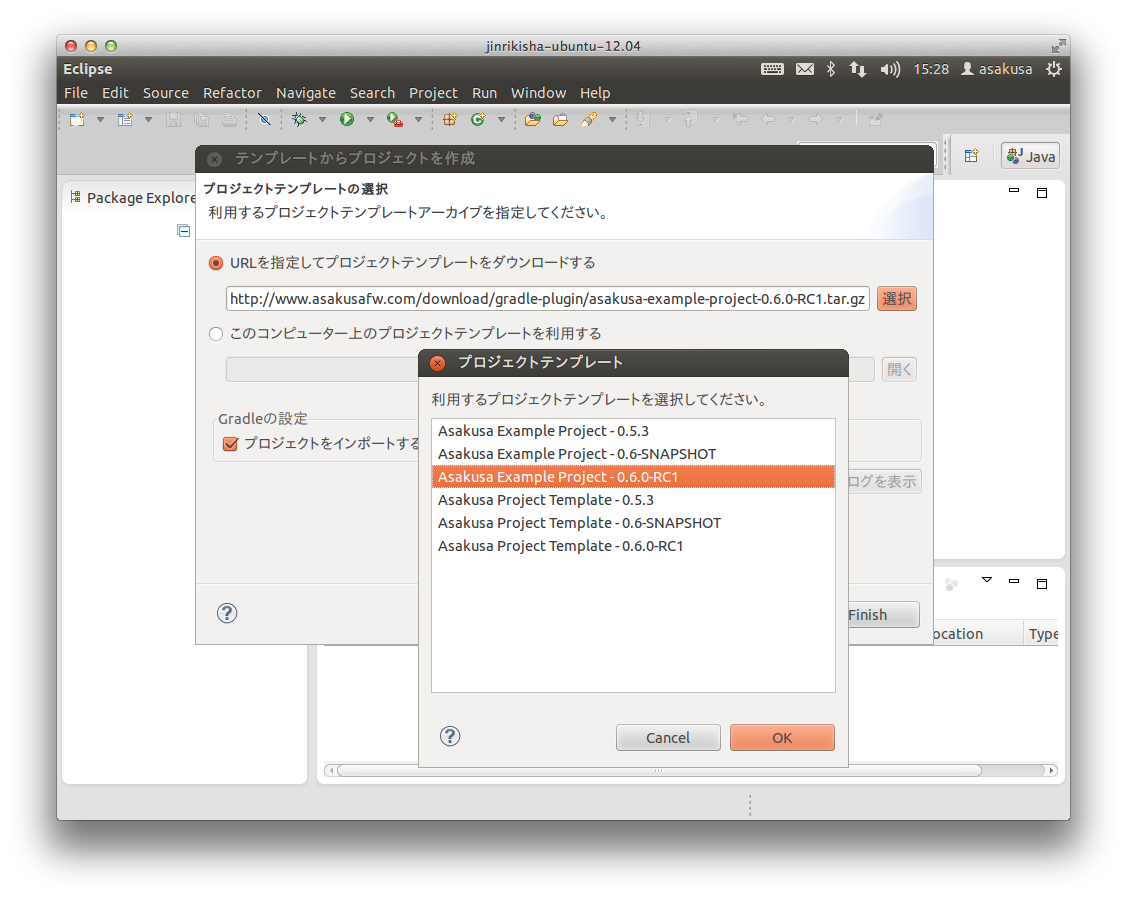 jinrikisha-ubuntu-12.04
Eclipse 15:28 asakusa
File Edit Source Refactor Navigate Search Project Run Window Help
テンプレートからプロジェクトを作成
Java
プロジェクトテンプレートの選択
Package Explore
利用するプロジェクトテンプレートアーカイブを指定してください。
URLを指定してプロジェクトテンプレートをダウンロードする
http://www.asakusafw.com/download/gradle-plugin/asakusa-example-project-0.6.0-RC1.tar.gz 選択
このコンピューター上のプロジェクトテンプレートを利用する
開く
Gradleの設定
プロジェクトをインポートする
ログを表示
Finish
ocation Type
プロジェクトテンプレート
利用するプロジェクトテンプレートを選択してください。
Asakusa Example Project - 0.5.3
Asakusa Example Project - 0.6-SNAPSHOT
Asakusa Example Project - 0.6.0-RC1
Asakusa Project Template - 0.5.3
Asakusa Project Template - 0.6-SNAPSHOT
Asakusa Project Template - 0.6.0-RC1
Cancel OK